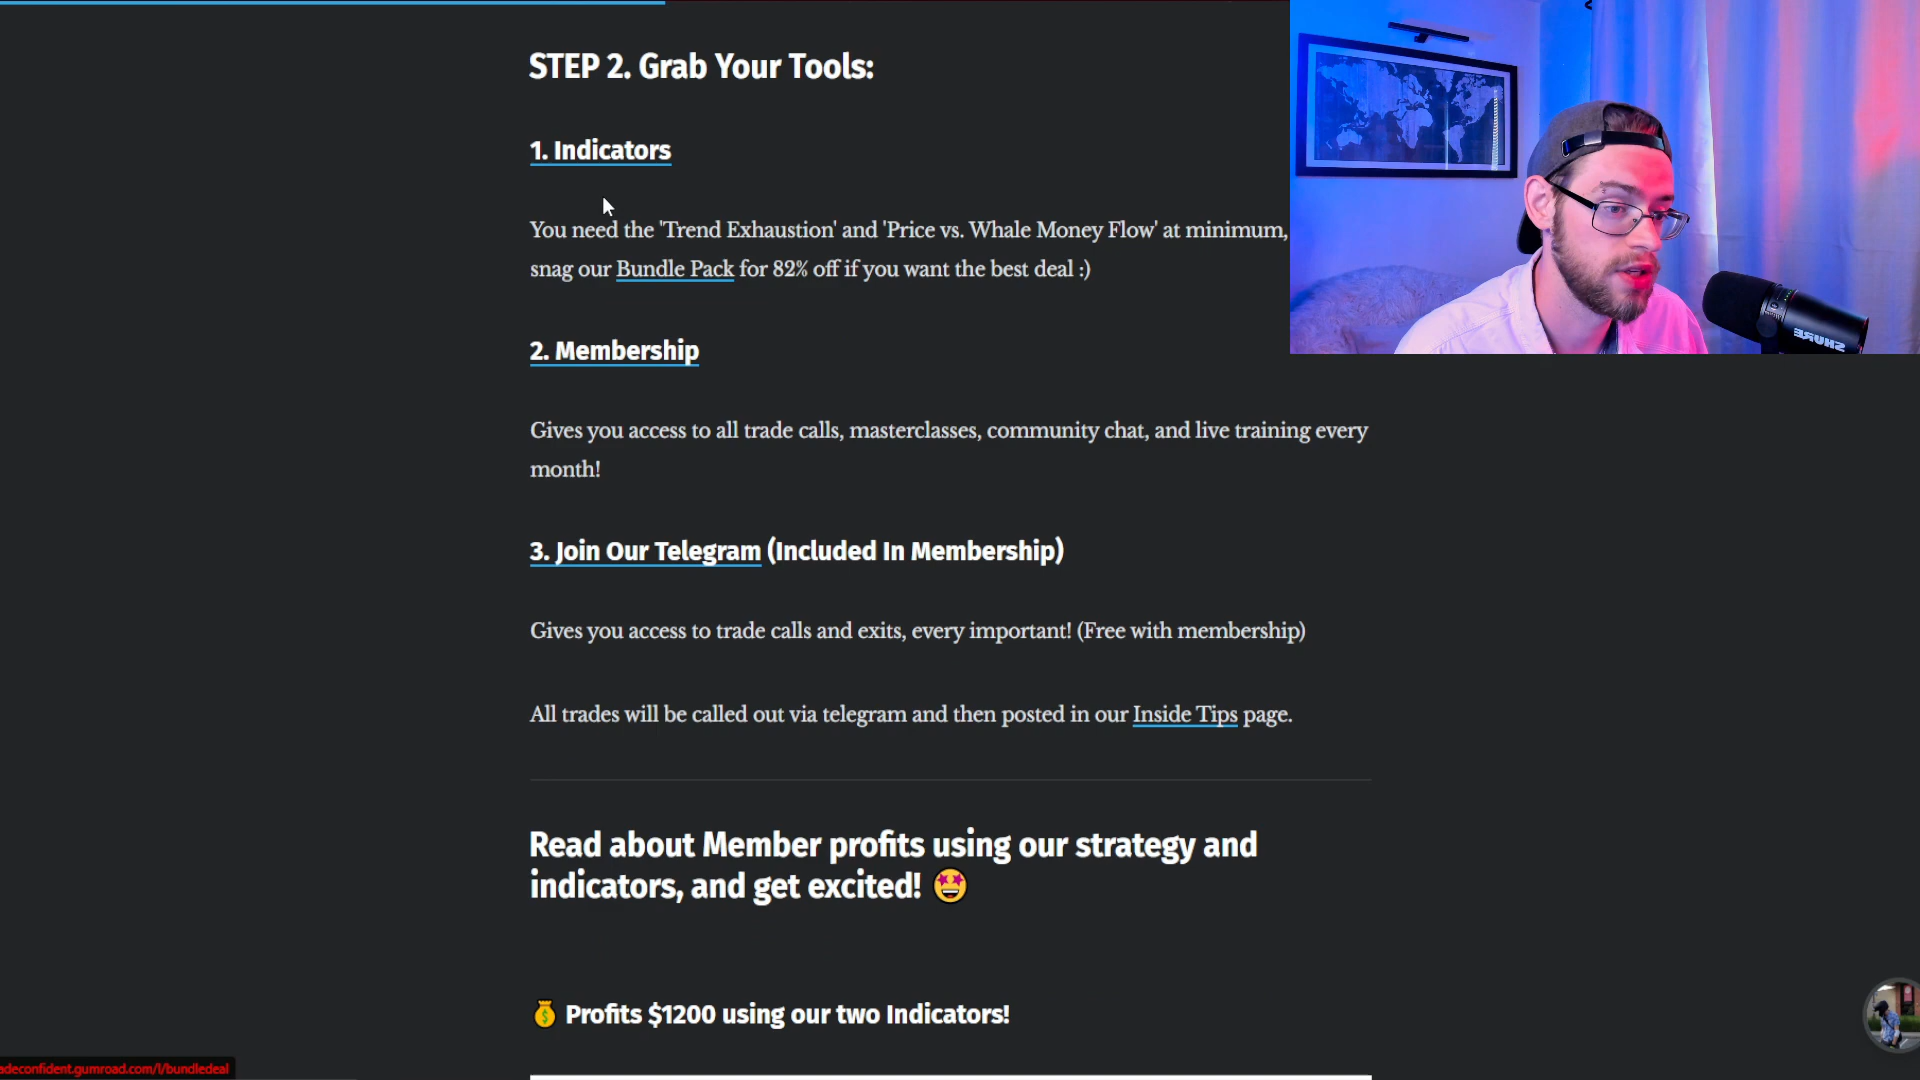 STEP 2. Grab Your Tools:
1. Indicators
You need the 'Trend Exhaustion' and 'Price vs. Whale Money Flow' at minimum,
snag our Bundle Pack for 82% off if you want the best deal :)
2. Membership
Gives you access to all trade calls, masterclasses, community chat, and live training every
month!
3. Join Our Telegram (Included In Membership)
Gives you access to trade calls and exits, every important! (Free with membership)
All trades will be called out via telegram and then posted in our Inside Tips page.
Read about Member profits using our strategy and
indicators, and get excited! 🤩
💰 Profits $1200 using our two Indicators!
adeconfident.gumroad.com/l/bundledeal
SHURE